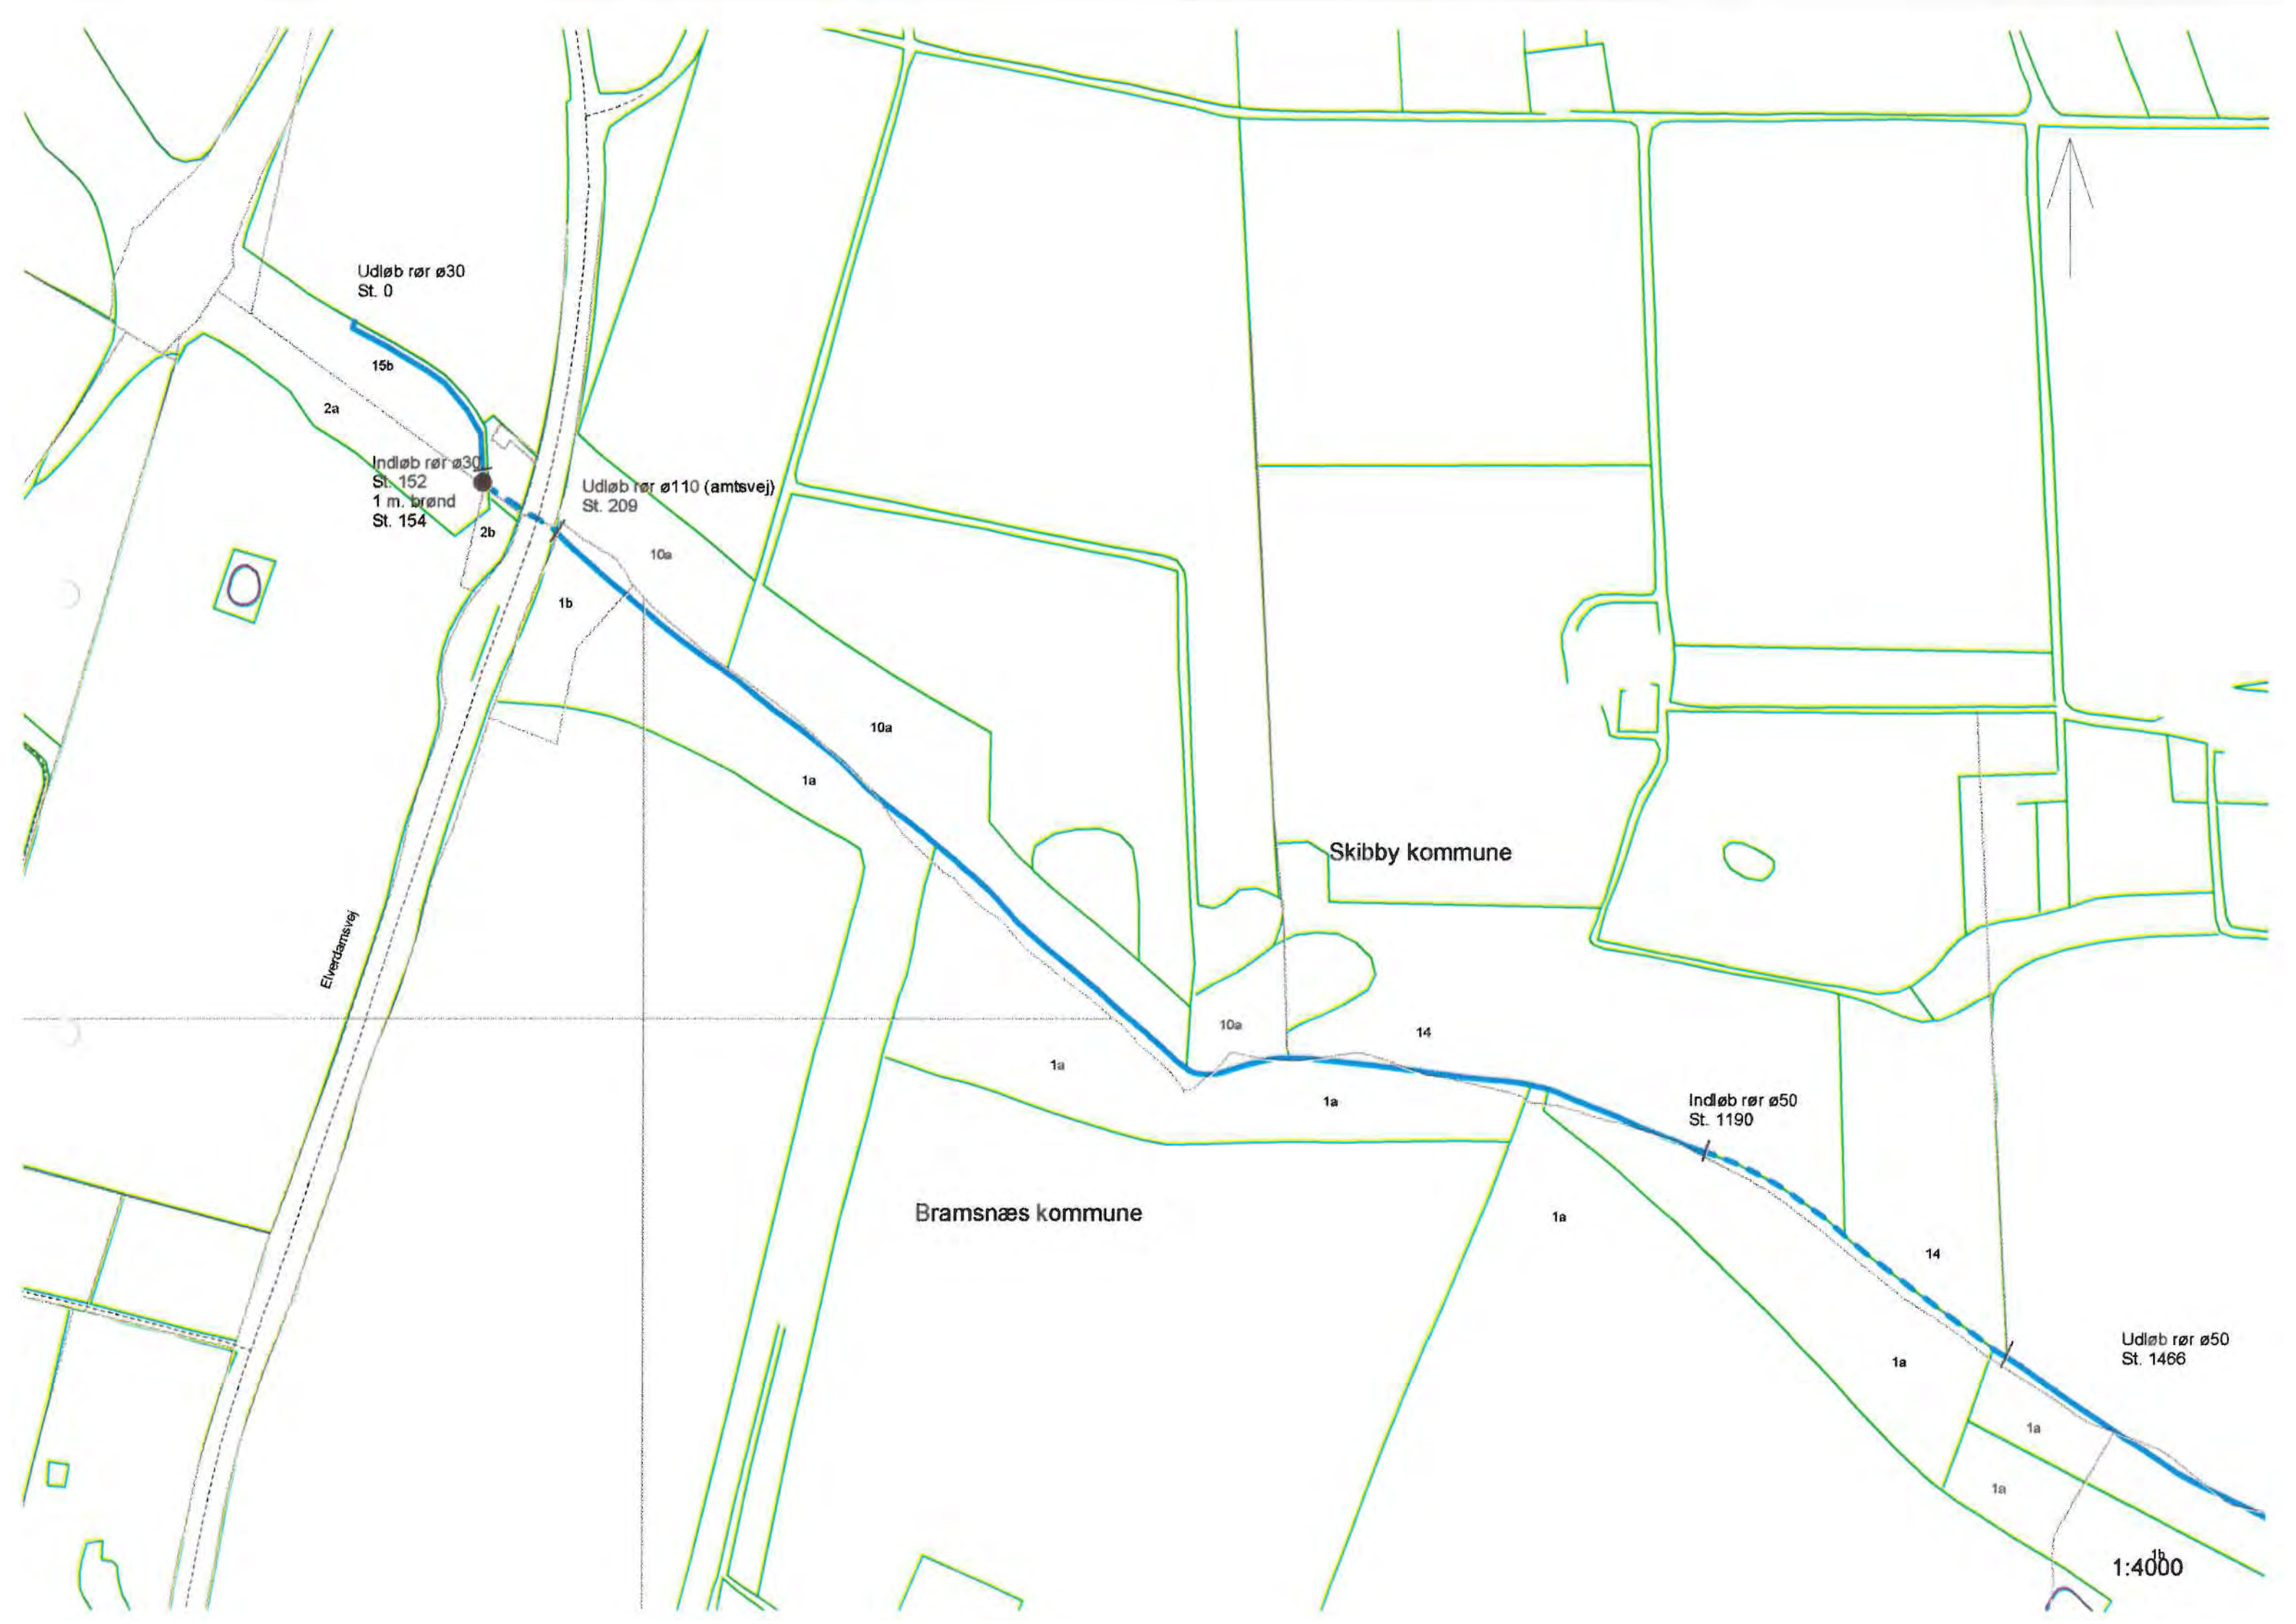 Udløb rør ø30
St. 0
15b
2a
Indløb rør ø30
St. 152
1 m. brønd
St. 154
2b
Udløb rør ø110 (amtsvej)
St. 209
10a
1b
10a
1a
Skibby kommune
Elverdamsvej
10a
14
1a
1a
Indløb rør ø50
St. 1190
Bramsnæs kommune
1a
14
Udløb rør ø50
St. 1466
1a
1a
1a
1b
1:4000